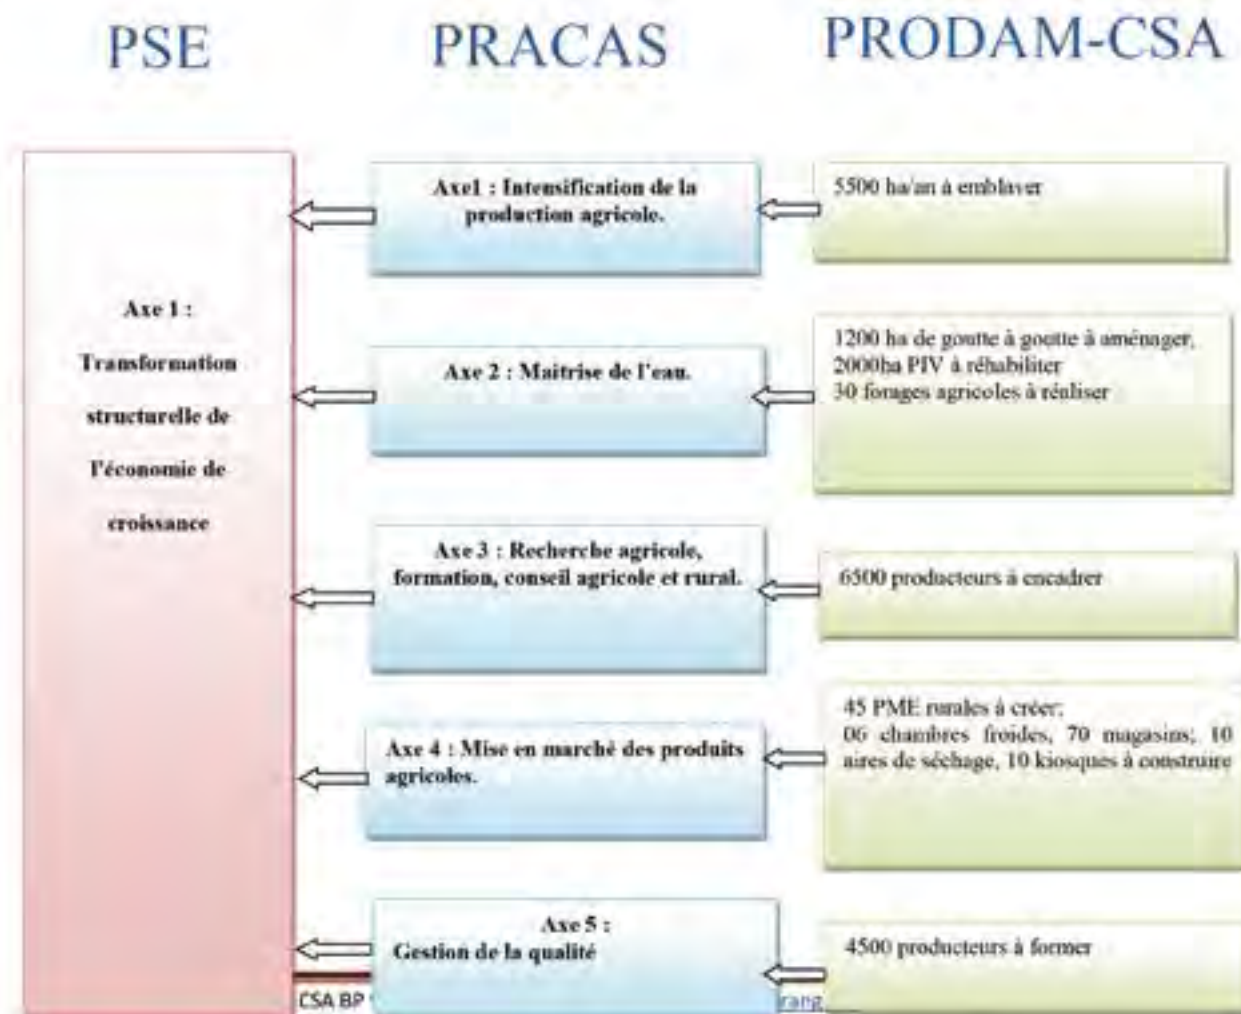 PSE
PRACAS
PRODAM-CSA
Axe 1 :
Transformation
structurelle de
l'économie de
croissance
Axe1 : Intensification de la
production agricole.
5500 ha/an à emblaver
Axe 2 : Maitrise de l'eau.
1200 ha de goutte à goutte à aménager,
2000ha PIV à réhabiliter
30 forages agricoles à réaliser
Axe 3 : Recherche agricole,
formation, conseil agricole et rural.
6500 producteurs à encadrer
Axe 4 : Mise en marché des produits
agricoles.
45 PME rurales à créer;
06 chambres froides, 70 magasins; 10
aires de séchage, 10 kiosques à construire
Axe 5 :
Gestion de la qualité
4500 producteurs à former
CSA BP
rang